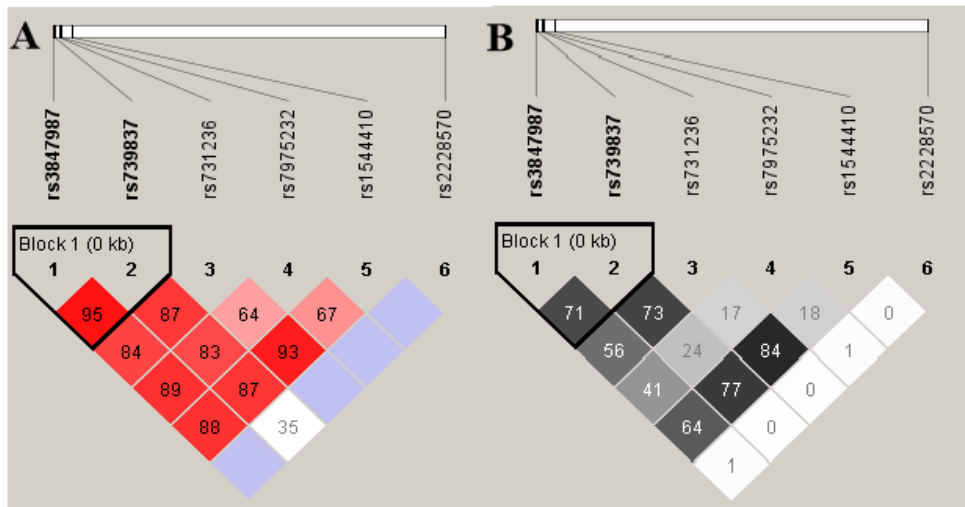 A
rs3847987
rs739837
rs731236
rs7975232
rs1544410
rs2228570
Block 1 (0 kb)
1 2 3 4 5 6
95 87 64 67
84 83 93
89 87
88 35
B
rs3847987
rs739837
rs731236
rs7975232
rs1544410
rs2228570
Block 1 (0 kb)
1 2 3 4 5 6
71 73 17 18 0
56 24 84 1
41 77 0
64 0
1